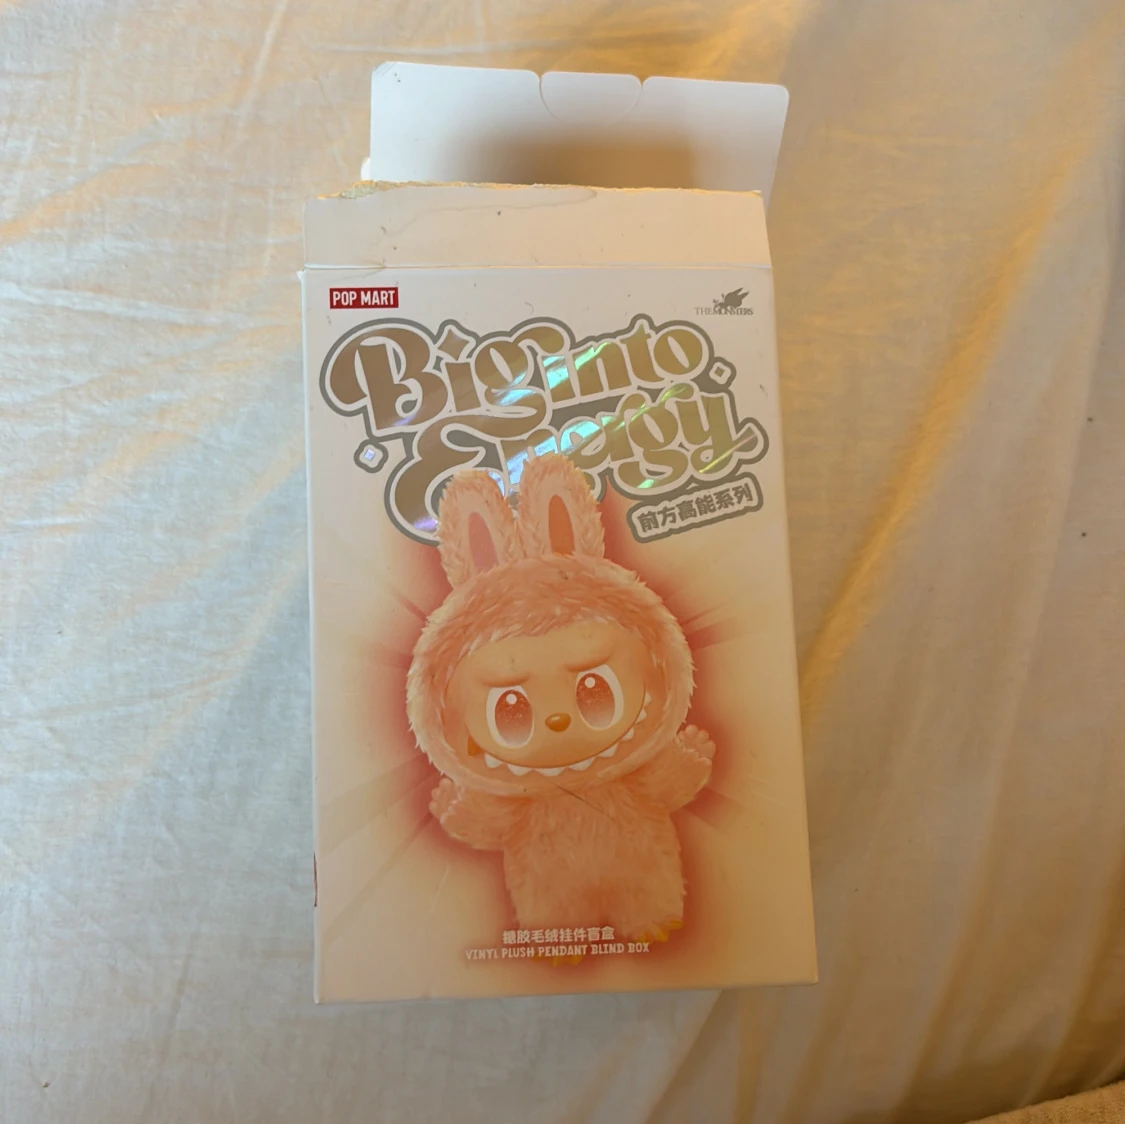 POP MART
THE MONSTERS
Big into
Energy
前方高能系列
搪胶毛绒挂件盲盒
VINYL PLUSH PENDANT BLIND BOX